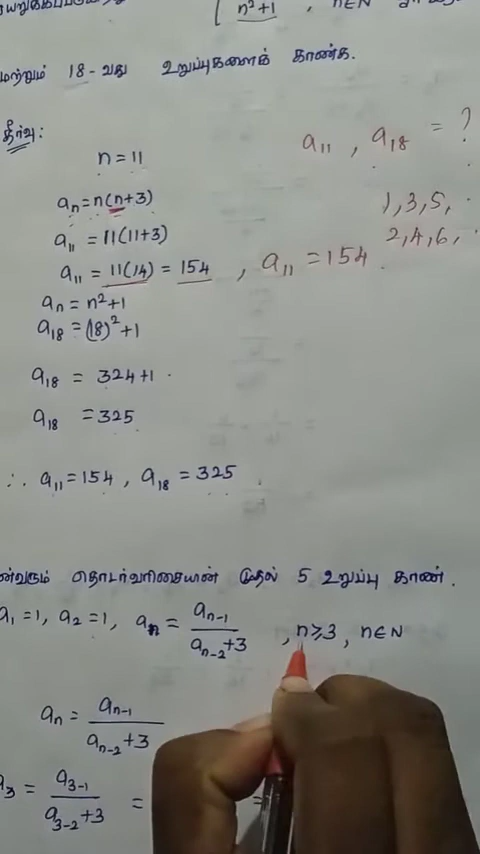 n²+1 , n∈N
மற்றும் 18-வது உறுப்புகளைக் காண்க.
தீர்வு:
a₁₁ , a₁₈ = ?
n = 11
aₙ = n(n+3)
1, 3, 5,
a₁₁ = 11(11+3)
2, 4, 6,
a₁₁ = 11(14) = 154 , a₁₁ = 154
aₙ = n²+1
a₁₈ = (18)²+1
a₁₈ = 324+1
a₁₈ = 325
∴ a₁₁ = 154 , a₁₈ = 325
தொடர்வரிசையின் முதல் 5 உறுப்பு காண்.
a₁ = 1, a₂ = 1, aₙ = aₙ₋₁ / aₙ₋₂+3 , n ≥ 3 , n∈N
aₙ = aₙ₋₁ / aₙ₋₂+3
a₃ = a₃₋₁ / a₃₋₂+3 =